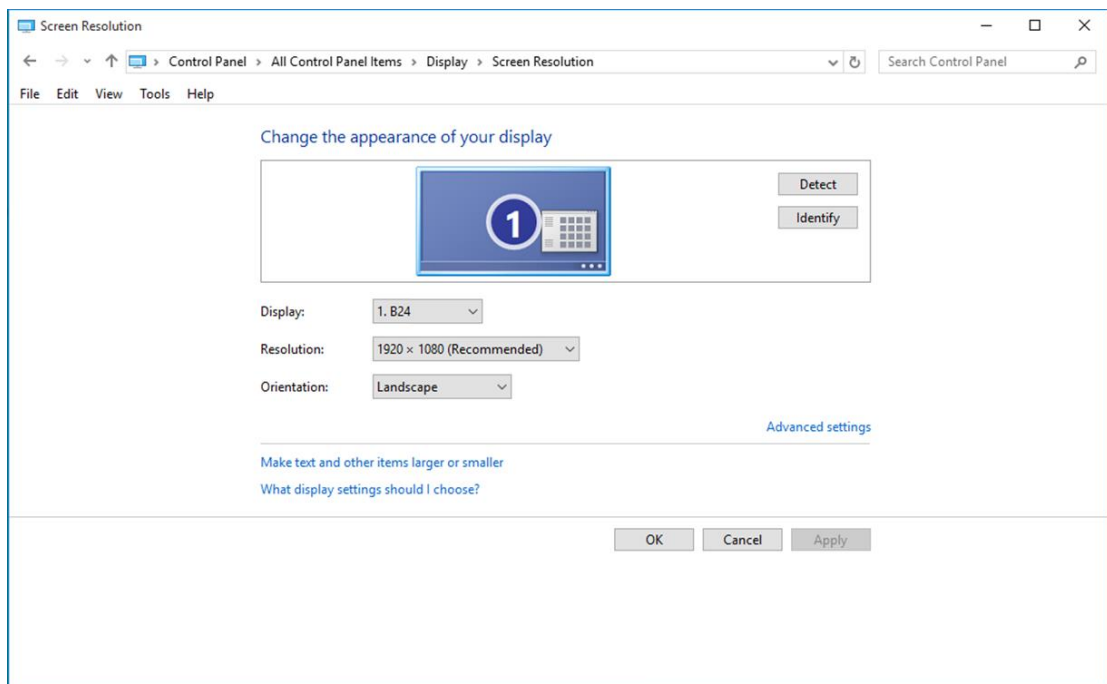 Screen Resolution
Control Panel > All Control Panel Items > Display > Screen Resolution
Search Control Panel
File Edit View Tools Help
Change the appearance of your display
1
Detect
Identify
Display: 1. B24
Resolution: 1920 × 1080 (Recommended)
Orientation: Landscape
Advanced settings
Make text and other items larger or smaller
What display settings should I choose?
OK Cancel Apply